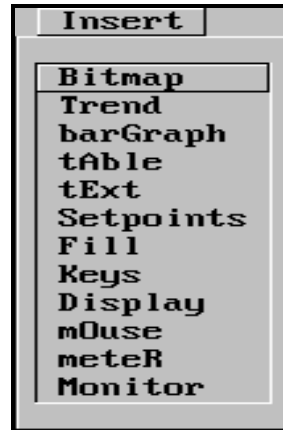 Insert
Bitmap
Trend
barGraph
tAble
tExt
Setpoints
Fill
Keys
Display
mOuse
meteR
Monitor